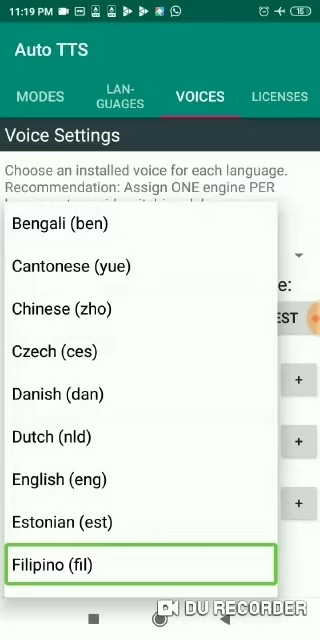 11:19 PM
15
Auto TTS
MODES
LAN-
GUAGES
VOICES
LICENSES
Voice Settings
Choose an installed voice for each language.
Recommendation: Assign ONE engine PER
Bengali (ben)
Cantonese (yue)
e:
Chinese (zho)
EST
Czech (ces)
+
Danish (dan)
Dutch (nld)
+
English (eng)
+
Estonian (est)
Filipino (fil)
DU RECORDER